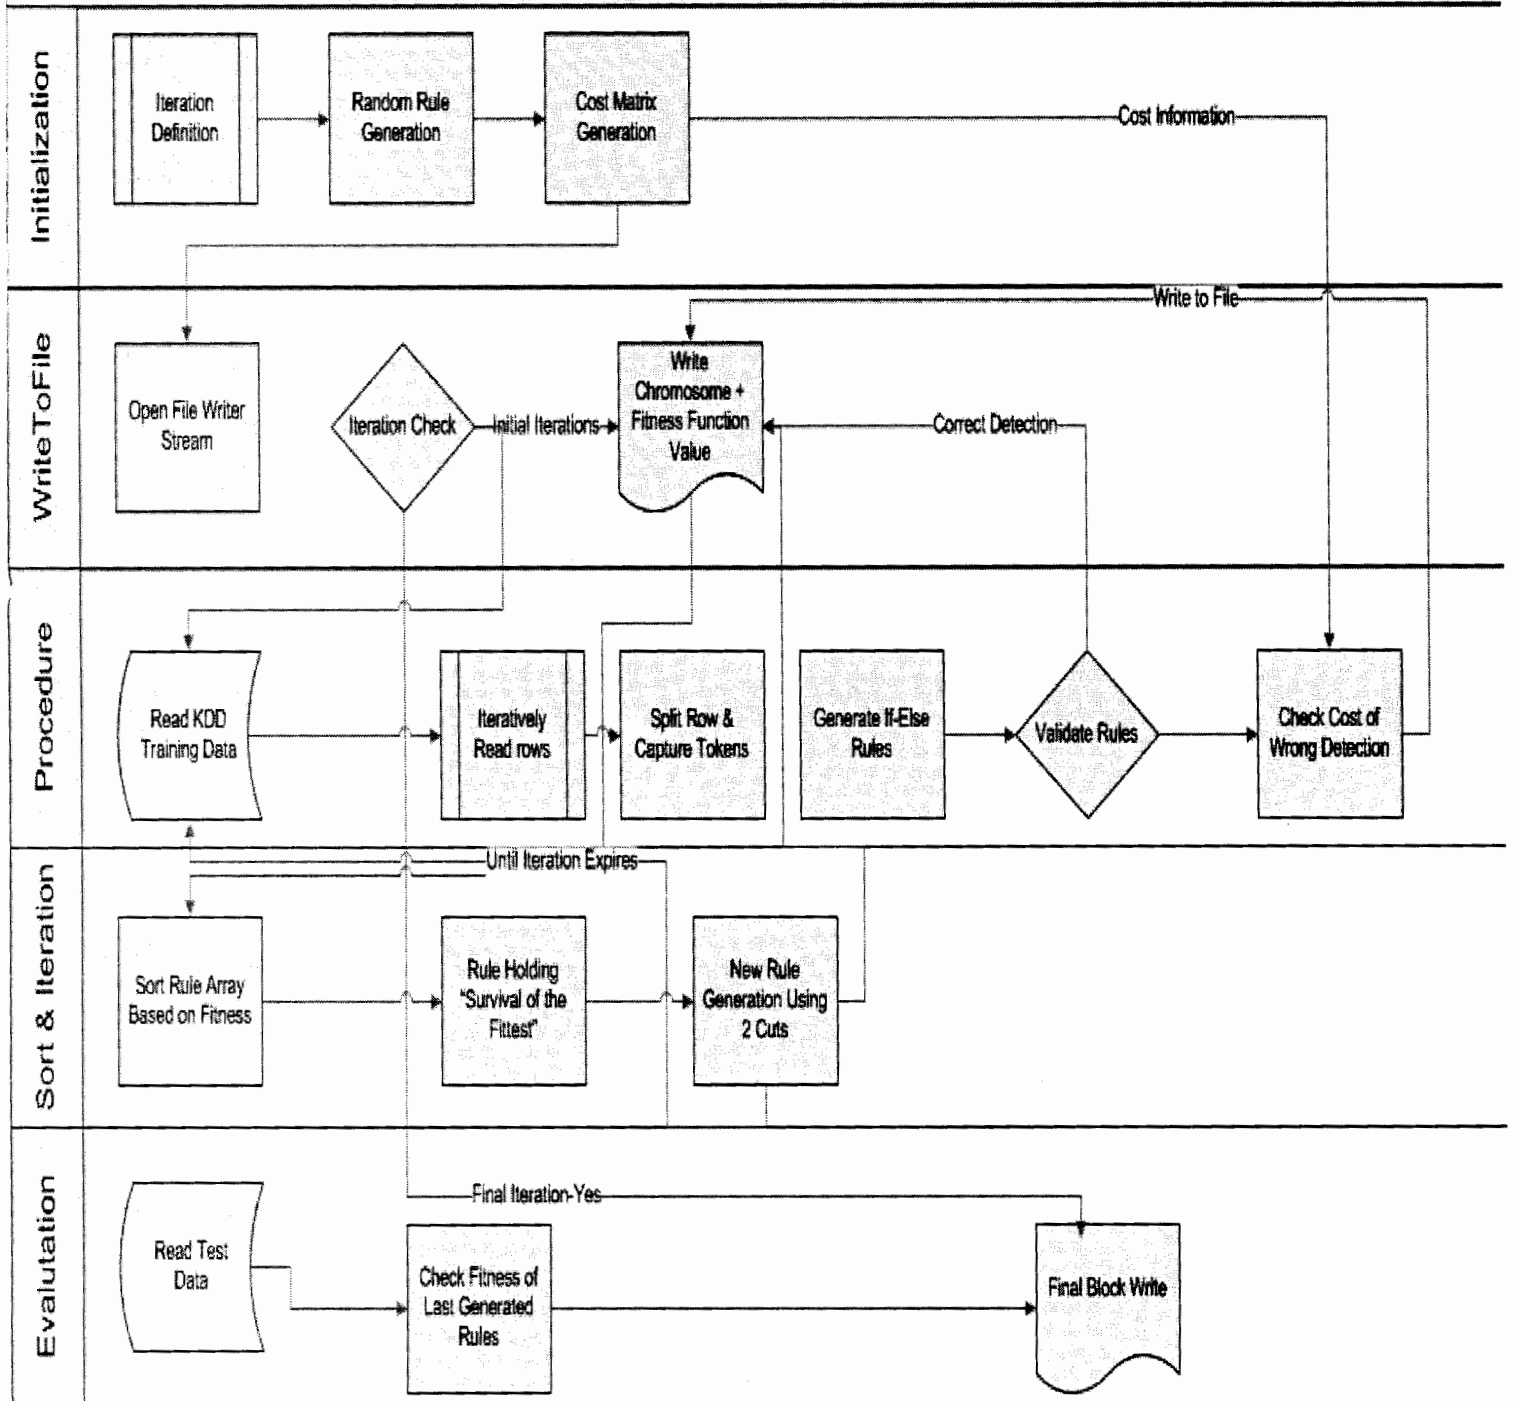 Initialization
Iteration
Definition
Random Rule
Generation
Cost Matrix
Generation
Cost Information
WriteToFile
Write to File
Open File Writer
Stream
Iteration Check
Initial Iterations
Write
Chromosome +
Fitness Function
Value
Correct Detection
Procedure
Read KDD
Training Data
Iteratively
Read rows
Split Row &
Capture Tokens
Generate If-Else
Rules
Validate Rules
Check Cost of
Wrong Detection
Sort & Iteration
Until Iteration Expires
Sort Rule Array
Based on Fitness
Rule Holding
"Survival of the
Fittest"
New Rule
Generation Using
2 Cuts
Evalutation
Final Iteration-Yes
Read Test
Data
Check Fitness of
Last Generated
Rules
Final Block Write